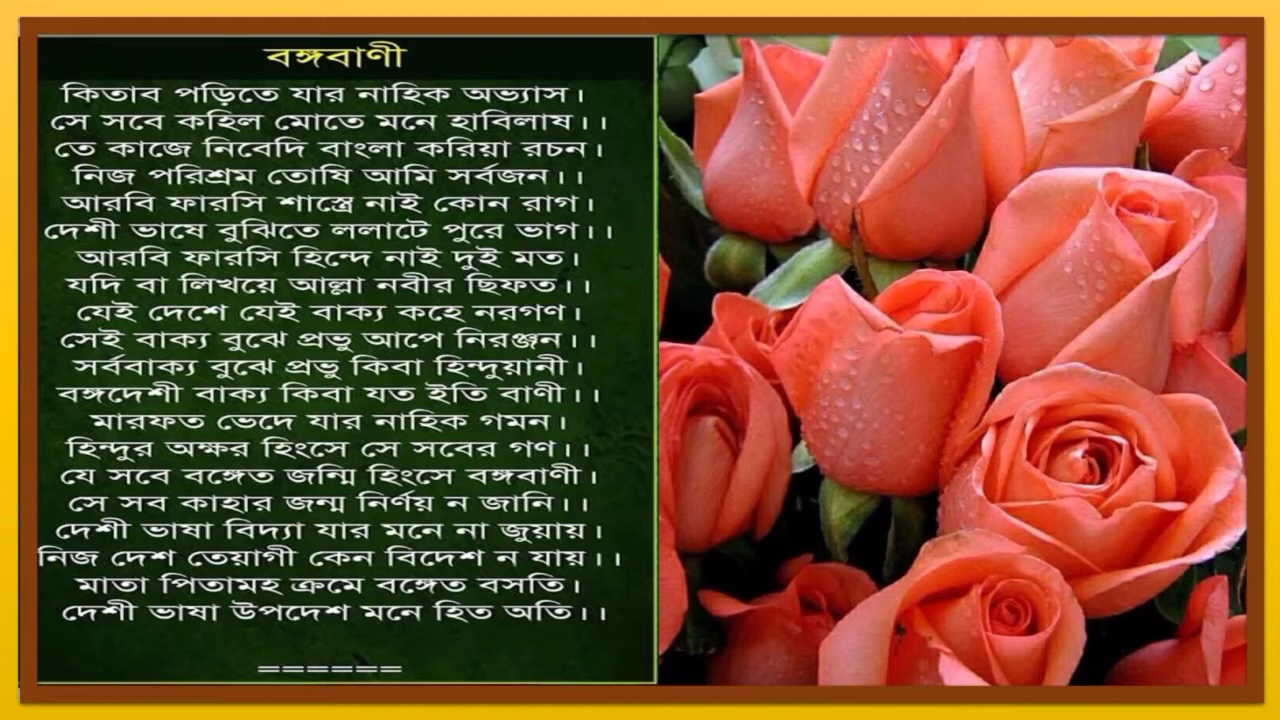 বঙ্গবাণী
কিতাব পড়িতে যার নাহিক অভ্যাস।
সে সবে কহিল মোতে মনে হাবিলাষ।।
তে কাজে নিবেদি বাংলা করিয়া রচন।
নিজ পরিশ্রম তোষি আমি সর্বজন।।
আরবি ফারসি শাস্ত্রে নাই কোন রাগ।
দেশী ভাষে বুঝিতে ললাটে পুরে ভাগ।।
আরবি ফারসি হিন্দে নাই দুই মত।
যদি বা লিখয়ে আল্লা নবীর ছিফত।।
যেই দেশে যেই বাক্য কহে নরগণ।
সেই বাক্য বুঝে প্রভু আপে নিরঞ্জন।।
সর্ববাক্য বুঝে প্রভু কিবা হিন্দুয়ানী।
বঙ্গদেশী বাক্য কিবা যত ইতি বাণী।।
মারফত ভেদে যার নাহিক গমন।
হিন্দুর অক্ষর হিংসে সে সবের গণ।।
যে সবে বঙ্গেত জন্মি হিংসে বঙ্গবাণী।
সে সব কাহার জন্ম নির্ণয় ন জানি।।
দেশী ভাষা বিদ্যা যার মনে না জুয়ায়।
নিজ দেশ তেয়াগী কেন বিদেশ ন যায়।।
মাতা পিতামহ ক্রমে বঙ্গেত বসতি।
দেশী ভাষা উপদেশ মনে হিত অতি।।
======